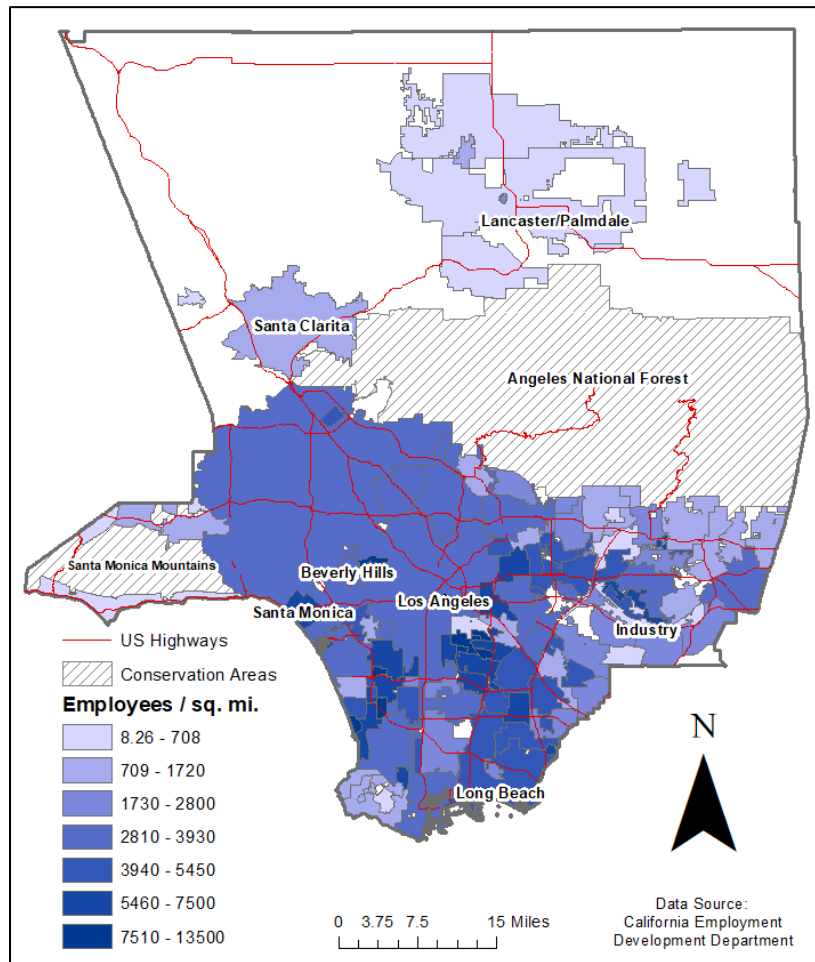 Lancaster/Palmdale
Santa Clarita
Angeles National Forest
Santa Monica Mountains
Beverly Hills
Santa Monica
Los Angeles
Industry
Long Beach
US Highways
Conservation Areas
Employees / sq. mi.
8.26 - 708
709 - 1720
1730 - 2800
2810 - 3930
3940 - 5450
5460 - 7500
7510 - 13500
N
0 3.75 7.5 15 Miles
Data Source:
California Employment
Development Department